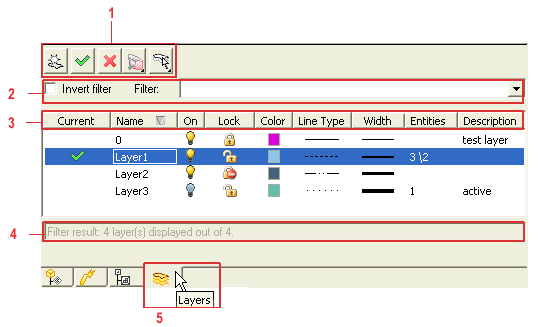 1
2
Invert filter Filter:
3
Current Name On Lock Color Line Type Width Entities Description
0 test layer
Layer1 3 \2
Layer2
Layer3 1 active
4
Filter result: 4 layer(s) displayed out of 4.
Layers
5